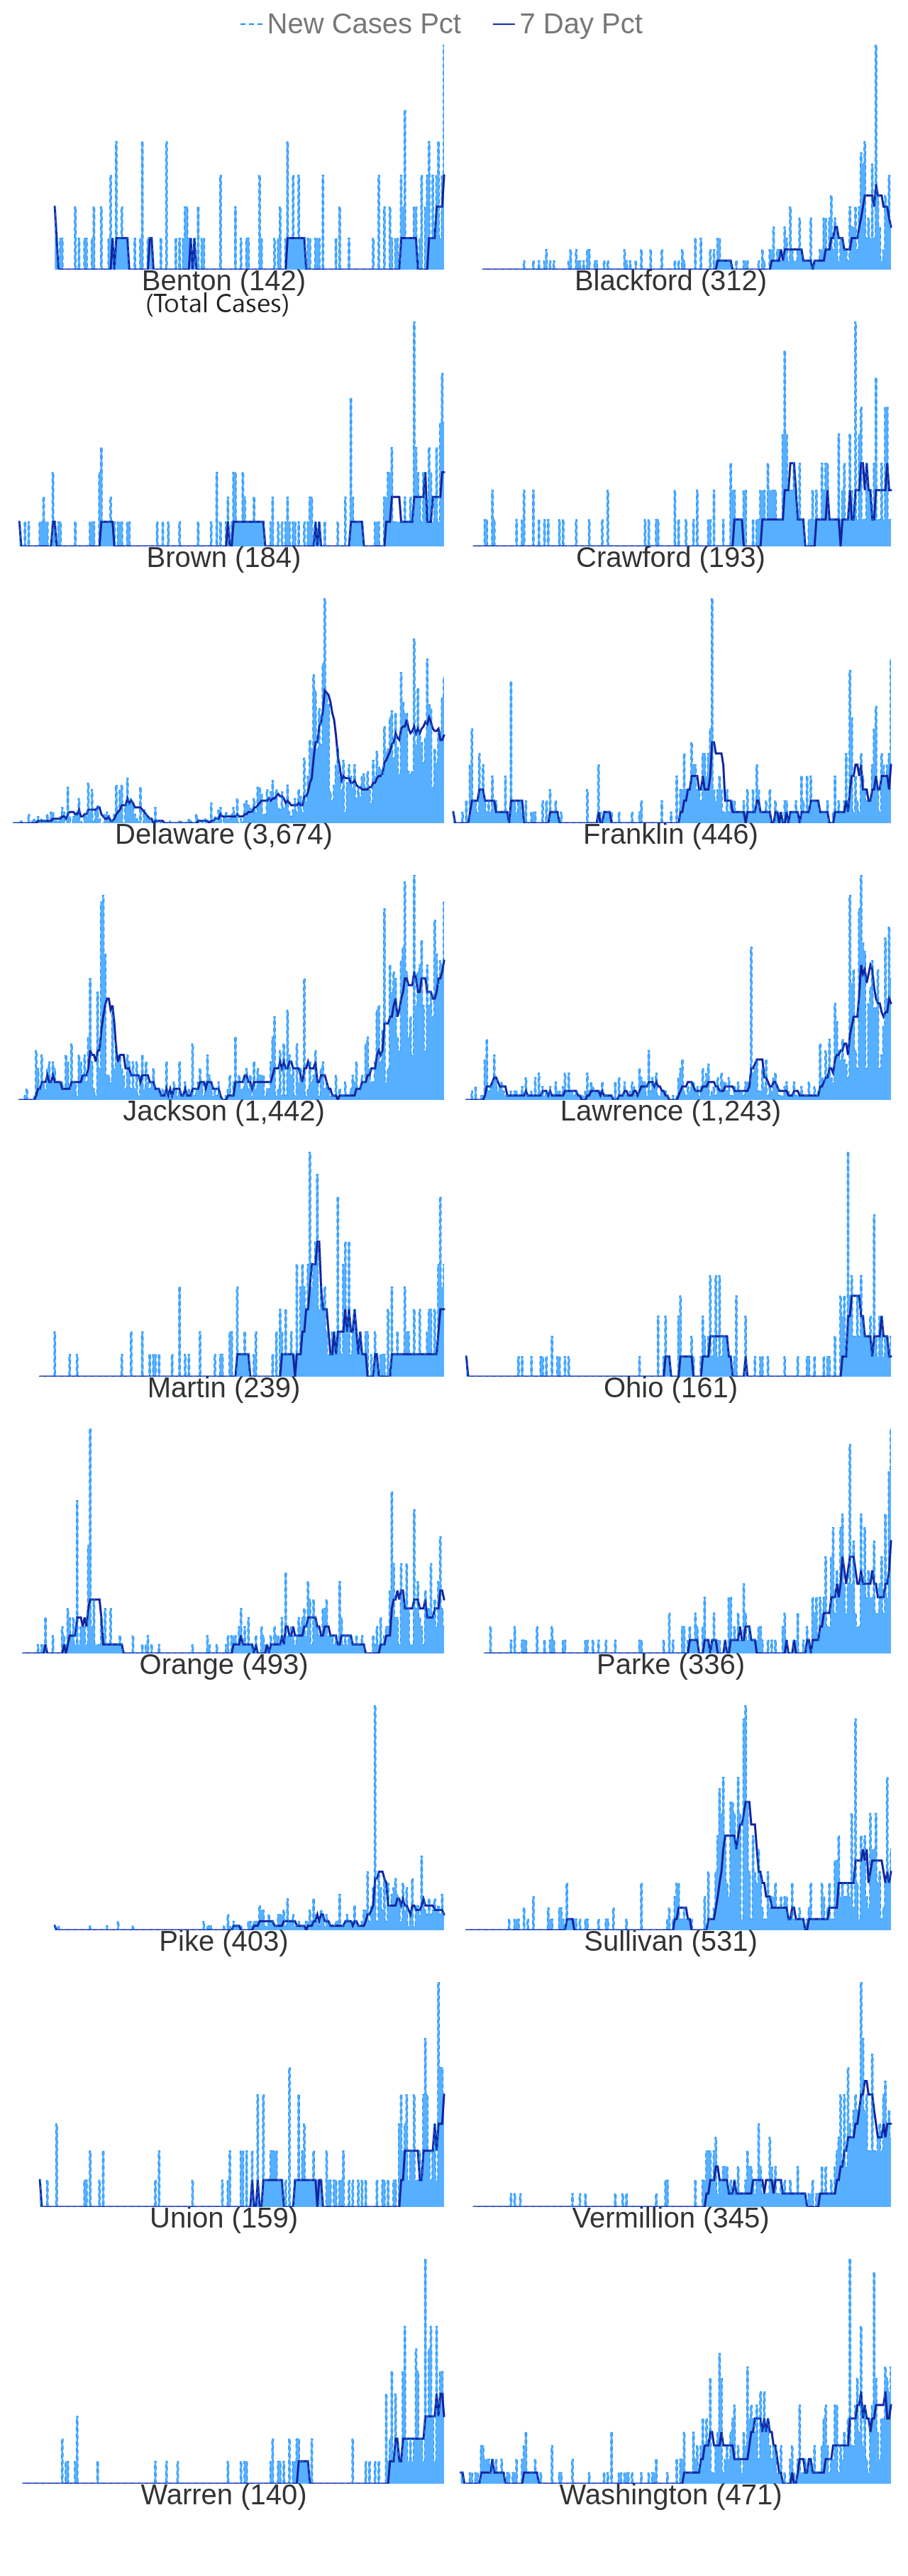 New Cases Pct 7 Day Pct
Benton (142) Blackford (312)
(Total Cases)
Brown (184) Crawford (193)
Delaware (3,674) Franklin (446)
Jackson (1,442) Lawrence (1,243)
Martin (239) Ohio (161)
Orange (493) Parke (336)
Pike (403) Sullivan (531)
Union (159) Vermillion (345)
Warren (140) Washington (471)